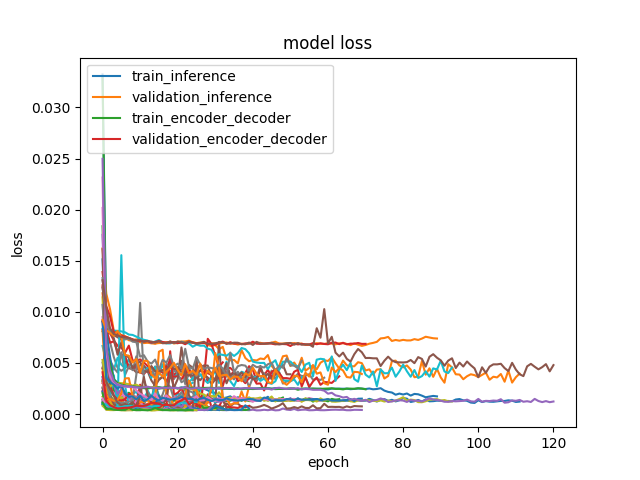 model loss
train_inference
validation_inference
train_encoder_decoder
validation_encoder_decoder
0.030
0.025
0.020
0.015
0.010
0.005
0.000
loss
0 20 40 60 80 100 120
epoch